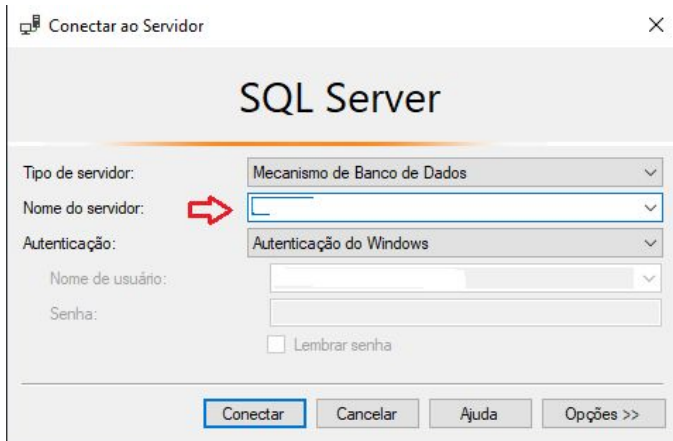 Conectar ao Servidor
SQL Server
Tipo de servidor: Mecanismo de Banco de Dados
Nome do servidor:
Autenticação: Autenticação do Windows
Nome de usuário:
Senha:
Lembrar senha
Conectar Cancelar Ajuda Opções >>